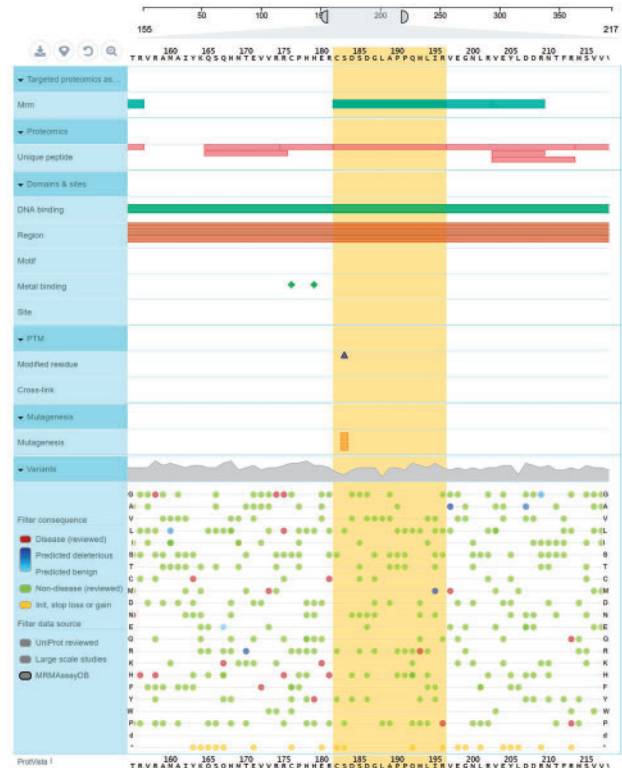 50 100 150 200 250 300 350
155 217
160 165 170 175 180 185 190 195 200 205 210 215
TRVRAMAIYKQSQHMTEVVRRCPHHERCSDSDGLAPPQHLIRVEGNLRVEYLDDRNTFRHSVVV
Targeted proteomics as...
Mrm
Proteomics
Unique peptide
Domains & sites
DNA binding
Region
Motif
Metal binding
Site
PTM
Modified residue
Cross-link
Mutagenesis
Mutagenesis
Variants
G G
A A
V V
L L
I I
S S
T T
C C
M M
D D
N N
E E
Q Q
R R
K K
H H
F F
Y Y
W W
P P
d d
* *
Filter consequence
Disease (reviewed)
Predicted deleterious
Predicted benign
Non-disease (reviewed)
Init, stop loss or gain
Filter data source
UniProt reviewed
Large scale studies
MRMAssayDB
160 165 170 175 180 185 190 195 200 205 210 215
ProtVista
TRVRAMAIYKQSQHMTEVVRRCPHHERCSDSDGLAPPQHLIRVEGNLRVEYLDDRNTFRHSVVV